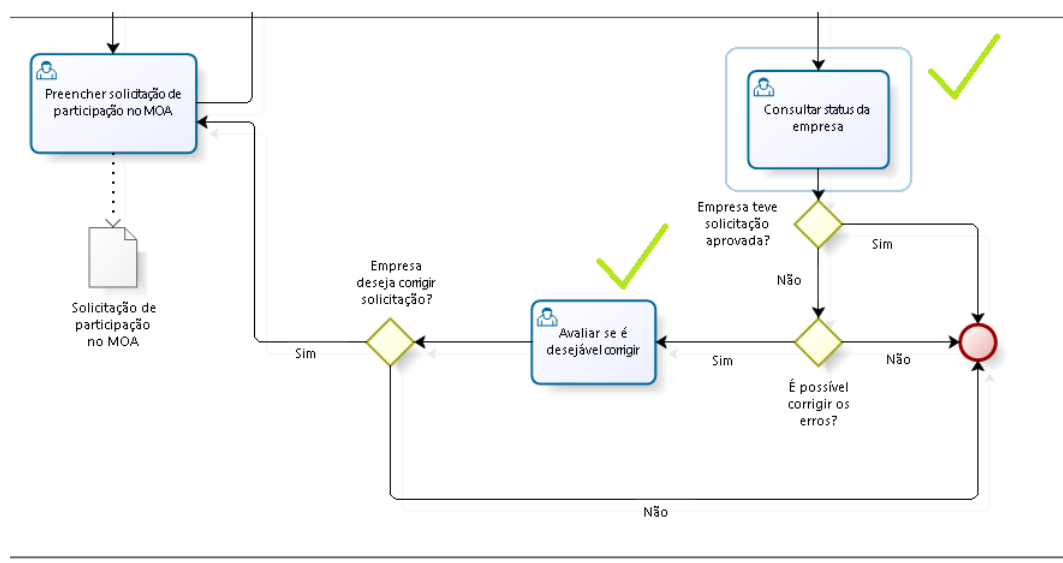 Preencher solicitação de
participação no MOA
Solicitação de
participação
no MOA
Consultar status da
empresa
Empresa teve
solicitação
aprovada?
Sim
Não
É possível
corrigir os
erros?
Não
Sim
Avaliar se é
desejável corrigir
Empresa
deseja corrigir
solicitação?
Sim
Não